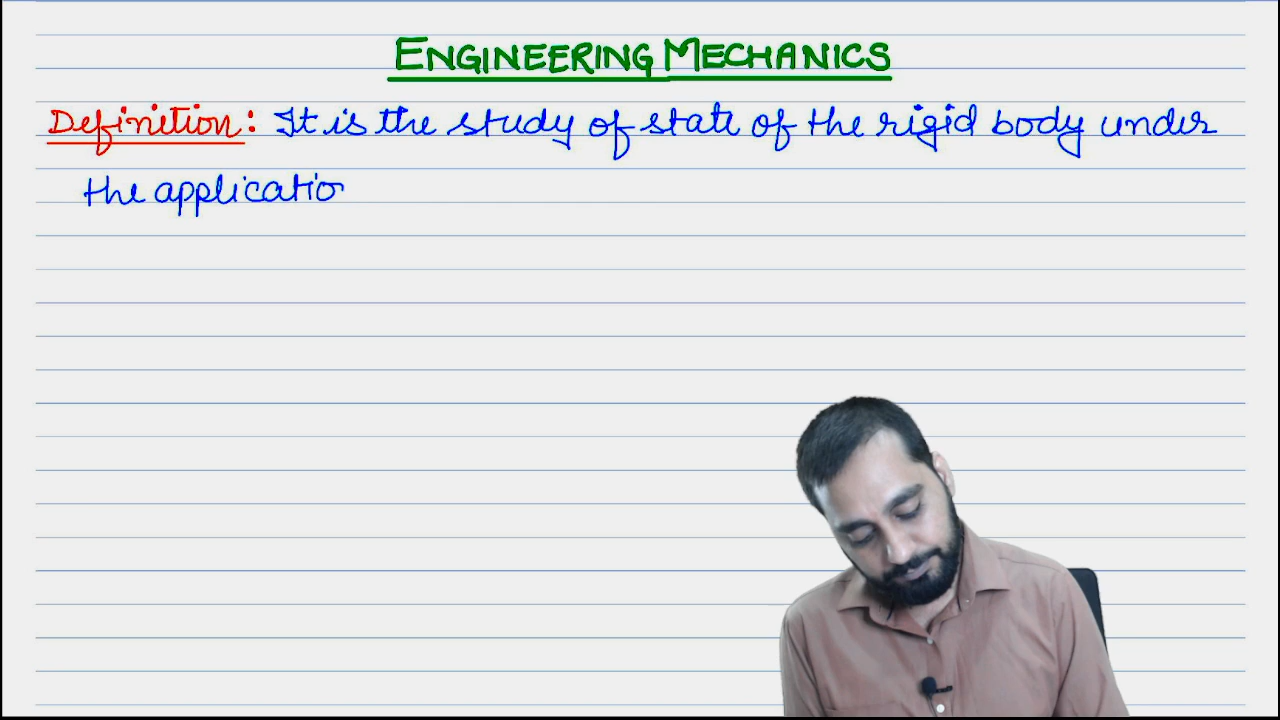 ENGINEERING MECHANICS
Definition: It is the study of state of the rigid body under
the applicatio